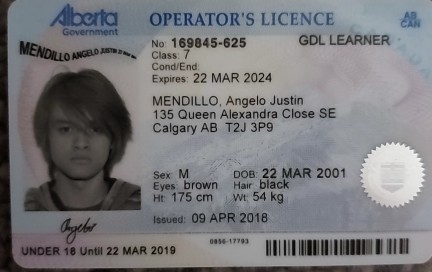 Alberta
Government
OPERATOR'S LICENCE
AB
CAN
MENDILLO ANGELO JUSTIN
No: 169845-625
GDL LEARNER
Class: 7
Cond/End:
Expires: 22 MAR 2024
MENDILLO, Angelo Justin
135 Queen Alexandra Close SE
Calgary AB T2J 3P9
Sex: M DOB: 22 MAR 2001
Eyes: brown Hair: black
Ht: 175 cm Wt: 54 kg
Issued: 09 APR 2018
Angelo
0856-17793
UNDER 18 Until 22 MAR 2019